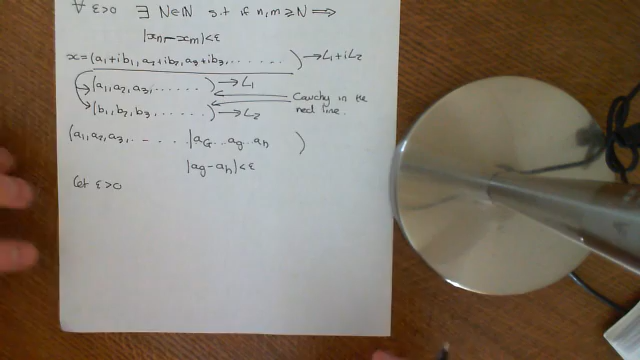 ∀ ε>0 ∃ N∈ℕ s.t if n,m ≥ N ⟹
|xn - xm|<ε
x=(a1+ib1, a2+ib2, a3+ib3, . . . . . . ) → L1+iL2
(a1, a2, a3, . . . . . . ) → L1
Cauchy in the real line.
(b1, b2, b3, . . . . . . ) → L2
(a1, a2, a3, . - - . . . . |aG...ag...an )
|ag-an|<ε
Let ε>0